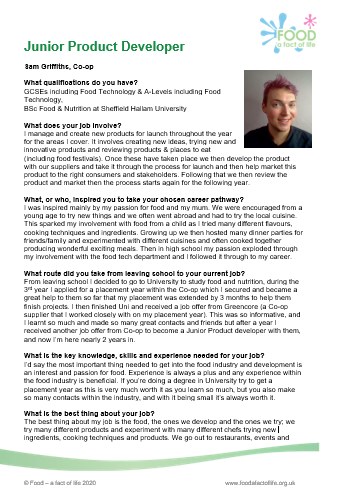 FOOD
a fact of life
Junior Product Developer
Sam Griffiths, Co-op
What qualifications do you have?
GCSEs including Food Technology & A-Levels including Food
Technology,
BSc Food & Nutrition at Sheffield Hallam University
What does your job involve?
I manage and create new products for launch throughout the year
for the areas I cover. It involves creating new ideas, trying new and
innovative products and reviewing products & places to eat
(including food festivals). Once these have taken place we then develop the product
with our suppliers and take it through the process for launch and then help market this
product to the right consumers and stakeholders. Following that we then review the
product and market then the process starts again for the following year.
What, or who, inspired you to take your chosen career pathway?
I was inspired mainly by my passion for food and my mum. We were encouraged from a
young age to try new things and we often went abroad and had to try the local cuisine.
This sparked my involvement with food from a child as I tried many different flavours,
cooking techniques and ingredients. Growing up we then hosted many dinner parties for
friends/family and experimented with different cuisines and often cooked together
producing wonderful exciting meals. Then in high school my passion exploded through
my involvement with the food tech department and I followed it through to my career.
What route did you take from leaving school to your current job?
From leaving school I decided to go to University to study food and nutrition, during the
3rd year I applied for a placement year within the Co-op which I secured and became a
great help to them so far that my placement was extended by 3 months to help them
finish projects. I then finished Uni and received a job offer from Greencore (a Co-op
supplier that I worked closely with on my placement year). This was so informative, and
I learnt so much and made so many great contacts and friends but after a year I
received another job offer from Co-op to become a Junior Product developer with them,
and now I'm here nearly 2 years in.
What is the key knowledge, skills and experience needed for your job?
I'd say the most important thing needed to get into the food industry and development is
an interest and passion for food. Experience is always a plus and any experience within
the food industry is beneficial. If you're doing a degree in University try to get a
placement year as this is very much worth it as you learn so much, but you also make
so many contacts within the industry, and with it being small it's always worth it.
What is the best thing about your job?
The best thing about my job is the food, the ones we develop and the ones we try; we
try many different products and experiment with many different chefs trying new
ingredients, cooking techniques and products. We go out to restaurants, events and
© Food – a fact of life 2020
www.foodafactoflife.org.uk